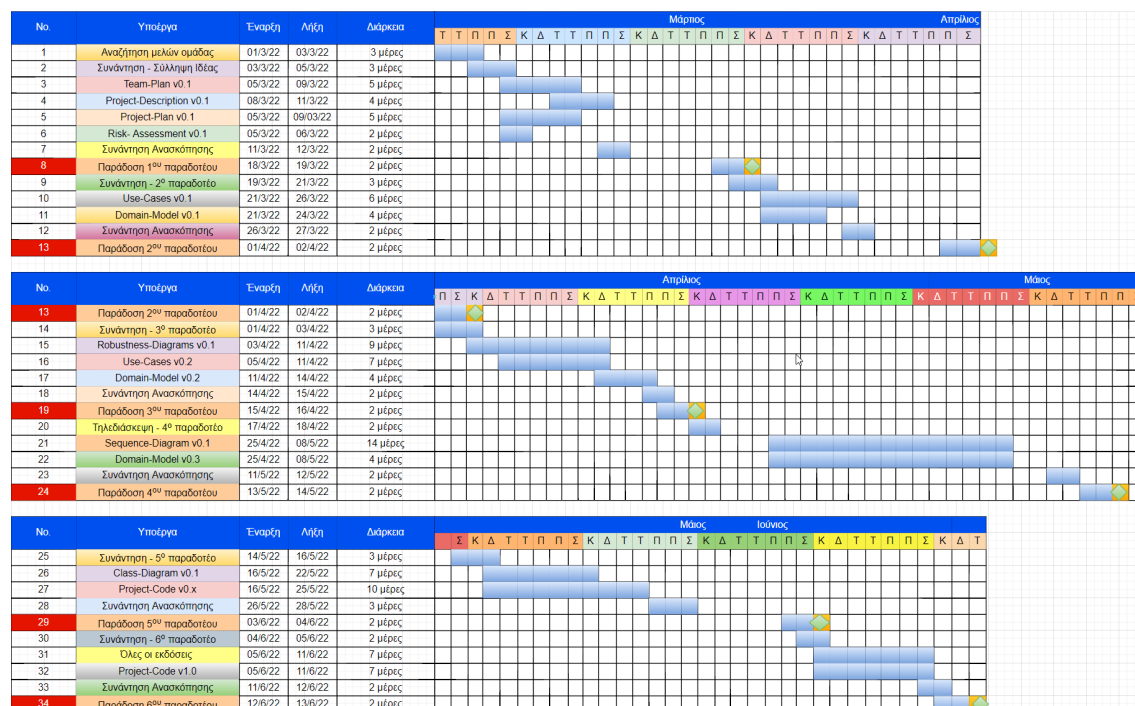 Μάρτιος Απρίλιος
No. Υποέργα Έναρξη Λήξη Διάρκεια
Τ Τ Π Π Σ Κ Δ Τ Τ Π Π Σ Κ Δ Τ Τ Π Π Σ Κ Δ Τ Τ Π Π Σ Κ Δ Τ Τ Π Π Σ
1 Αναζήτηση μελών ομάδας 01/3/22 03/3/22 3 μέρες
2 Συνάντηση - Σύλληψη Ιδέας 03/3/22 05/3/22 3 μέρες
3 Team-Plan v0.1 05/3/22 09/3/22 5 μέρες
4 Project-Description v0.1 08/3/22 11/3/22 4 μέρες
5 Project-Plan v0.1 05/3/22 09/03/22 5 μέρες
6 Risk- Assessment v0.1 05/3/22 06/3/22 2 μέρες
7 Συνάντηση Ανασκόπησης 11/3/22 12/3/22 2 μέρες
8 Παράδοση 1ου παραδοτέου 18/3/22 19/3/22 2 μέρες
9 Συνάντηση - 2ο παραδοτέο 19/3/22 21/3/22 3 μέρες
10 Use-Cases v0.1 21/3/22 26/3/22 6 μέρες
11 Domain-Model v0.1 21/3/22 24/3/22 4 μέρες
12 Συνάντηση Ανασκόπησης 26/3/22 27/3/22 2 μέρες
13 Παράδοση 2ου παραδοτέου 01/4/22 02/4/22 2 μέρες
Απρίλιος Μάιος
No. Υποέργα Έναρξη Λήξη Διάρκεια
Π Σ Κ Δ Τ Τ Π Π Σ Κ Δ Τ Τ Π Π Σ Κ Δ Τ Τ Π Π Σ Κ Δ Τ Τ Π Π Σ Κ Δ Τ Τ Π Π Σ Κ Δ Τ Τ Π Π
13 Παράδοση 2ου παραδοτέου 01/4/22 02/4/22 2 μέρες
14 Συνάντηση - 3ο παραδοτέο 01/4/22 03/4/22 3 μέρες
15 Robustness-Diagrams v0.1 03/4/22 11/4/22 9 μέρες
16 Use-Cases v0.2 05/4/22 11/4/22 7 μέρες
17 Domain-Model v0.2 11/4/22 14/4/22 4 μέρες
18 Συνάντηση Ανασκόπησης 14/4/22 15/4/22 2 μέρες
19 Παράδοση 3ου παραδοτέου 15/4/22 16/4/22 2 μέρες
20 Τηλεδιάσκεψη - 4ο παραδοτέο 17/4/22 18/4/22 2 μέρες
21 Sequence-Diagram v0.1 25/4/22 08/5/22 14 μέρες
22 Domain-Model v0.3 25/4/22 08/5/22 4 μέρες
23 Συνάντηση Ανασκόπησης 11/5/22 12/5/22 2 μέρες
24 Παράδοση 4ου παραδοτέου 13/5/22 14/5/22 2 μέρες
Μάιος Ιούνιος
No. Υποέργα Έναρξη Λήξη Διάρκεια
Σ Κ Δ Τ Τ Π Π Σ Κ Δ Τ Τ Π Π Σ Κ Δ Τ Τ Π Π Σ Κ Δ Τ Τ Π Π Σ Κ Δ Τ
25 Συνάντηση - 5ο παραδοτέο 14/5/22 16/5/22 3 μέρες
26 Class-Diagram v0.1 16/5/22 22/5/22 7 μέρες
27 Project-Code v0.x 16/5/22 25/5/22 10 μέρες
28 Συνάντηση Ανασκόπησης 26/5/22 28/5/22 3 μέρες
29 Παράδοση 5ου παραδοτέου 03/6/22 04/6/22 2 μέρες
30 Συνάντηση - 6ο παραδοτέο 04/6/22 05/6/22 2 μέρες
31 Όλες οι εκδόσεις 05/6/22 11/6/22 7 μέρες
32 Project-Code v1.0 05/6/22 11/6/22 7 μέρες
33 Συνάντηση Ανασκόπησης 11/6/22 12/6/22 2 μέρες
34 Παράδοση 6ου παραδοτέου 12/6/22 13/6/22 2 μέρες